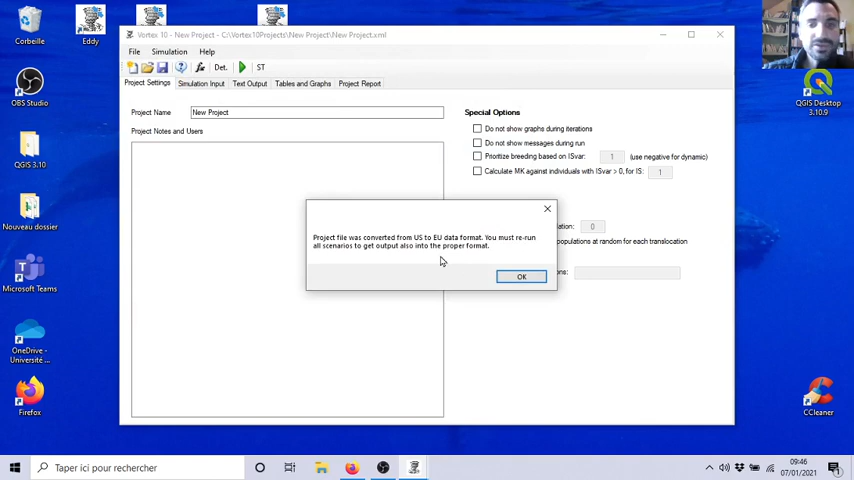 Corbeille
Eddy
OBS Studio
QGIS 3.10
Nouveau dossier
Microsoft Teams
OneDrive -
Université ...
Firefox
Vortex 10 - New Project - C:\Vortex10Projects\New Project\New Project.xml
File Simulation Help
fx Det. ST
Project Settings Simulation Input Text Output Tables and Graphs Project Report
Project Name New Project
Project Notes and Users
Special Options
Do not show graphs during iterations
Do not show messages during run
Prioritize breeding based on ISvar: 1 (use negative for dynamic)
Calculate MK against individuals with ISvar > 0, for IS: 1
lation: 0
populations at random for each translocation
ons:
Project file was converted from US to EU data format. You must re-run
all scenarios to get output also into the proper format.
OK
QGIS Desktop
3.10.9
CCleaner
Taper ici pour rechercher
09:46
07/01/2021
1